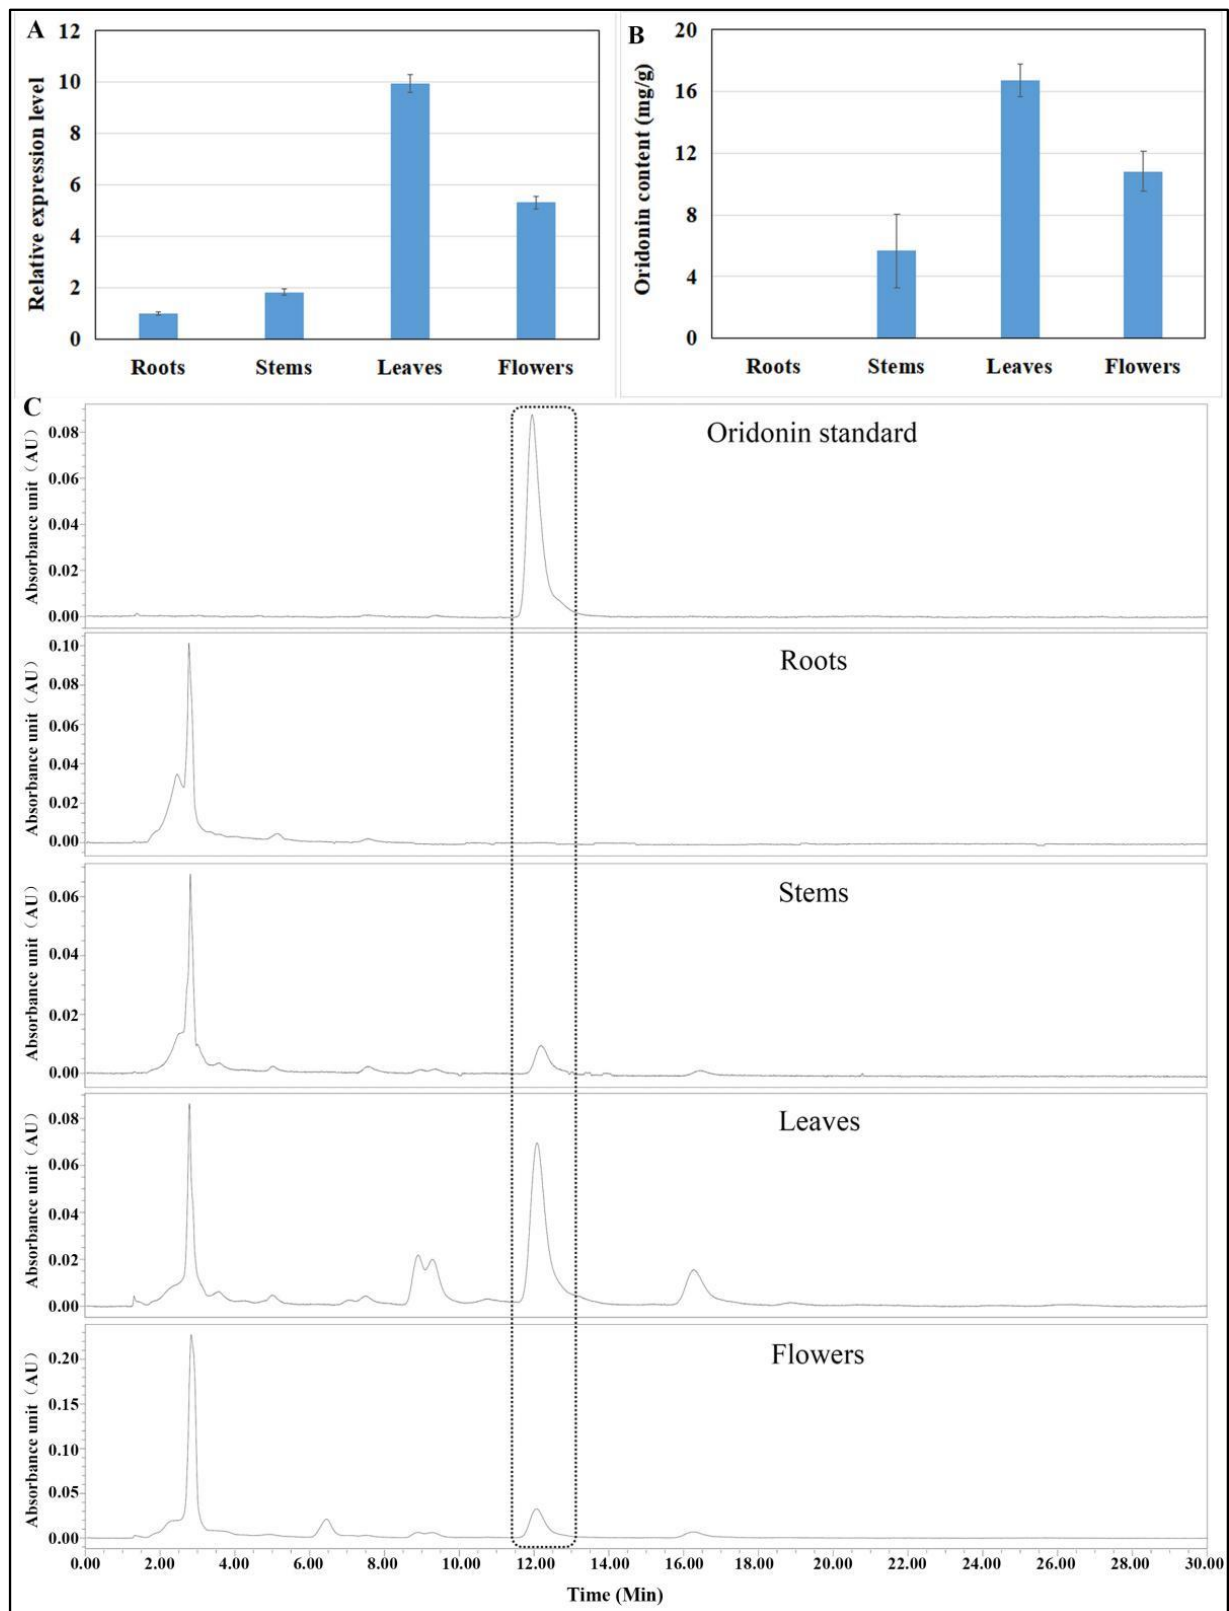 A
Relative expression level
12
10
8
6
4
2
0
Roots Stems Leaves Flowers
B
Oridonin content (mg/g)
20
16
12
8
4
0
Roots Stems Leaves Flowers
C
Oridonin standard
Absorbance unit（AU）
0.08
0.06
0.04
0.02
0.00
Roots
Absorbance unit（AU）
0.10
0.08
0.06
0.04
0.02
0.00
Stems
Absorbance unit（AU）
0.06
0.04
0.02
0.00
Leaves
Absorbance unit（AU）
0.08
0.06
0.04
0.02
0.00
Flowers
Absorbance unit（AU）
0.20
0.15
0.10
0.05
0.00
0.00 2.00 4.00 6.00 8.00 10.00 12.00 14.00 16.00 18.00 20.00 22.00 24.00 26.00 28.00 30.00
Time (Min)